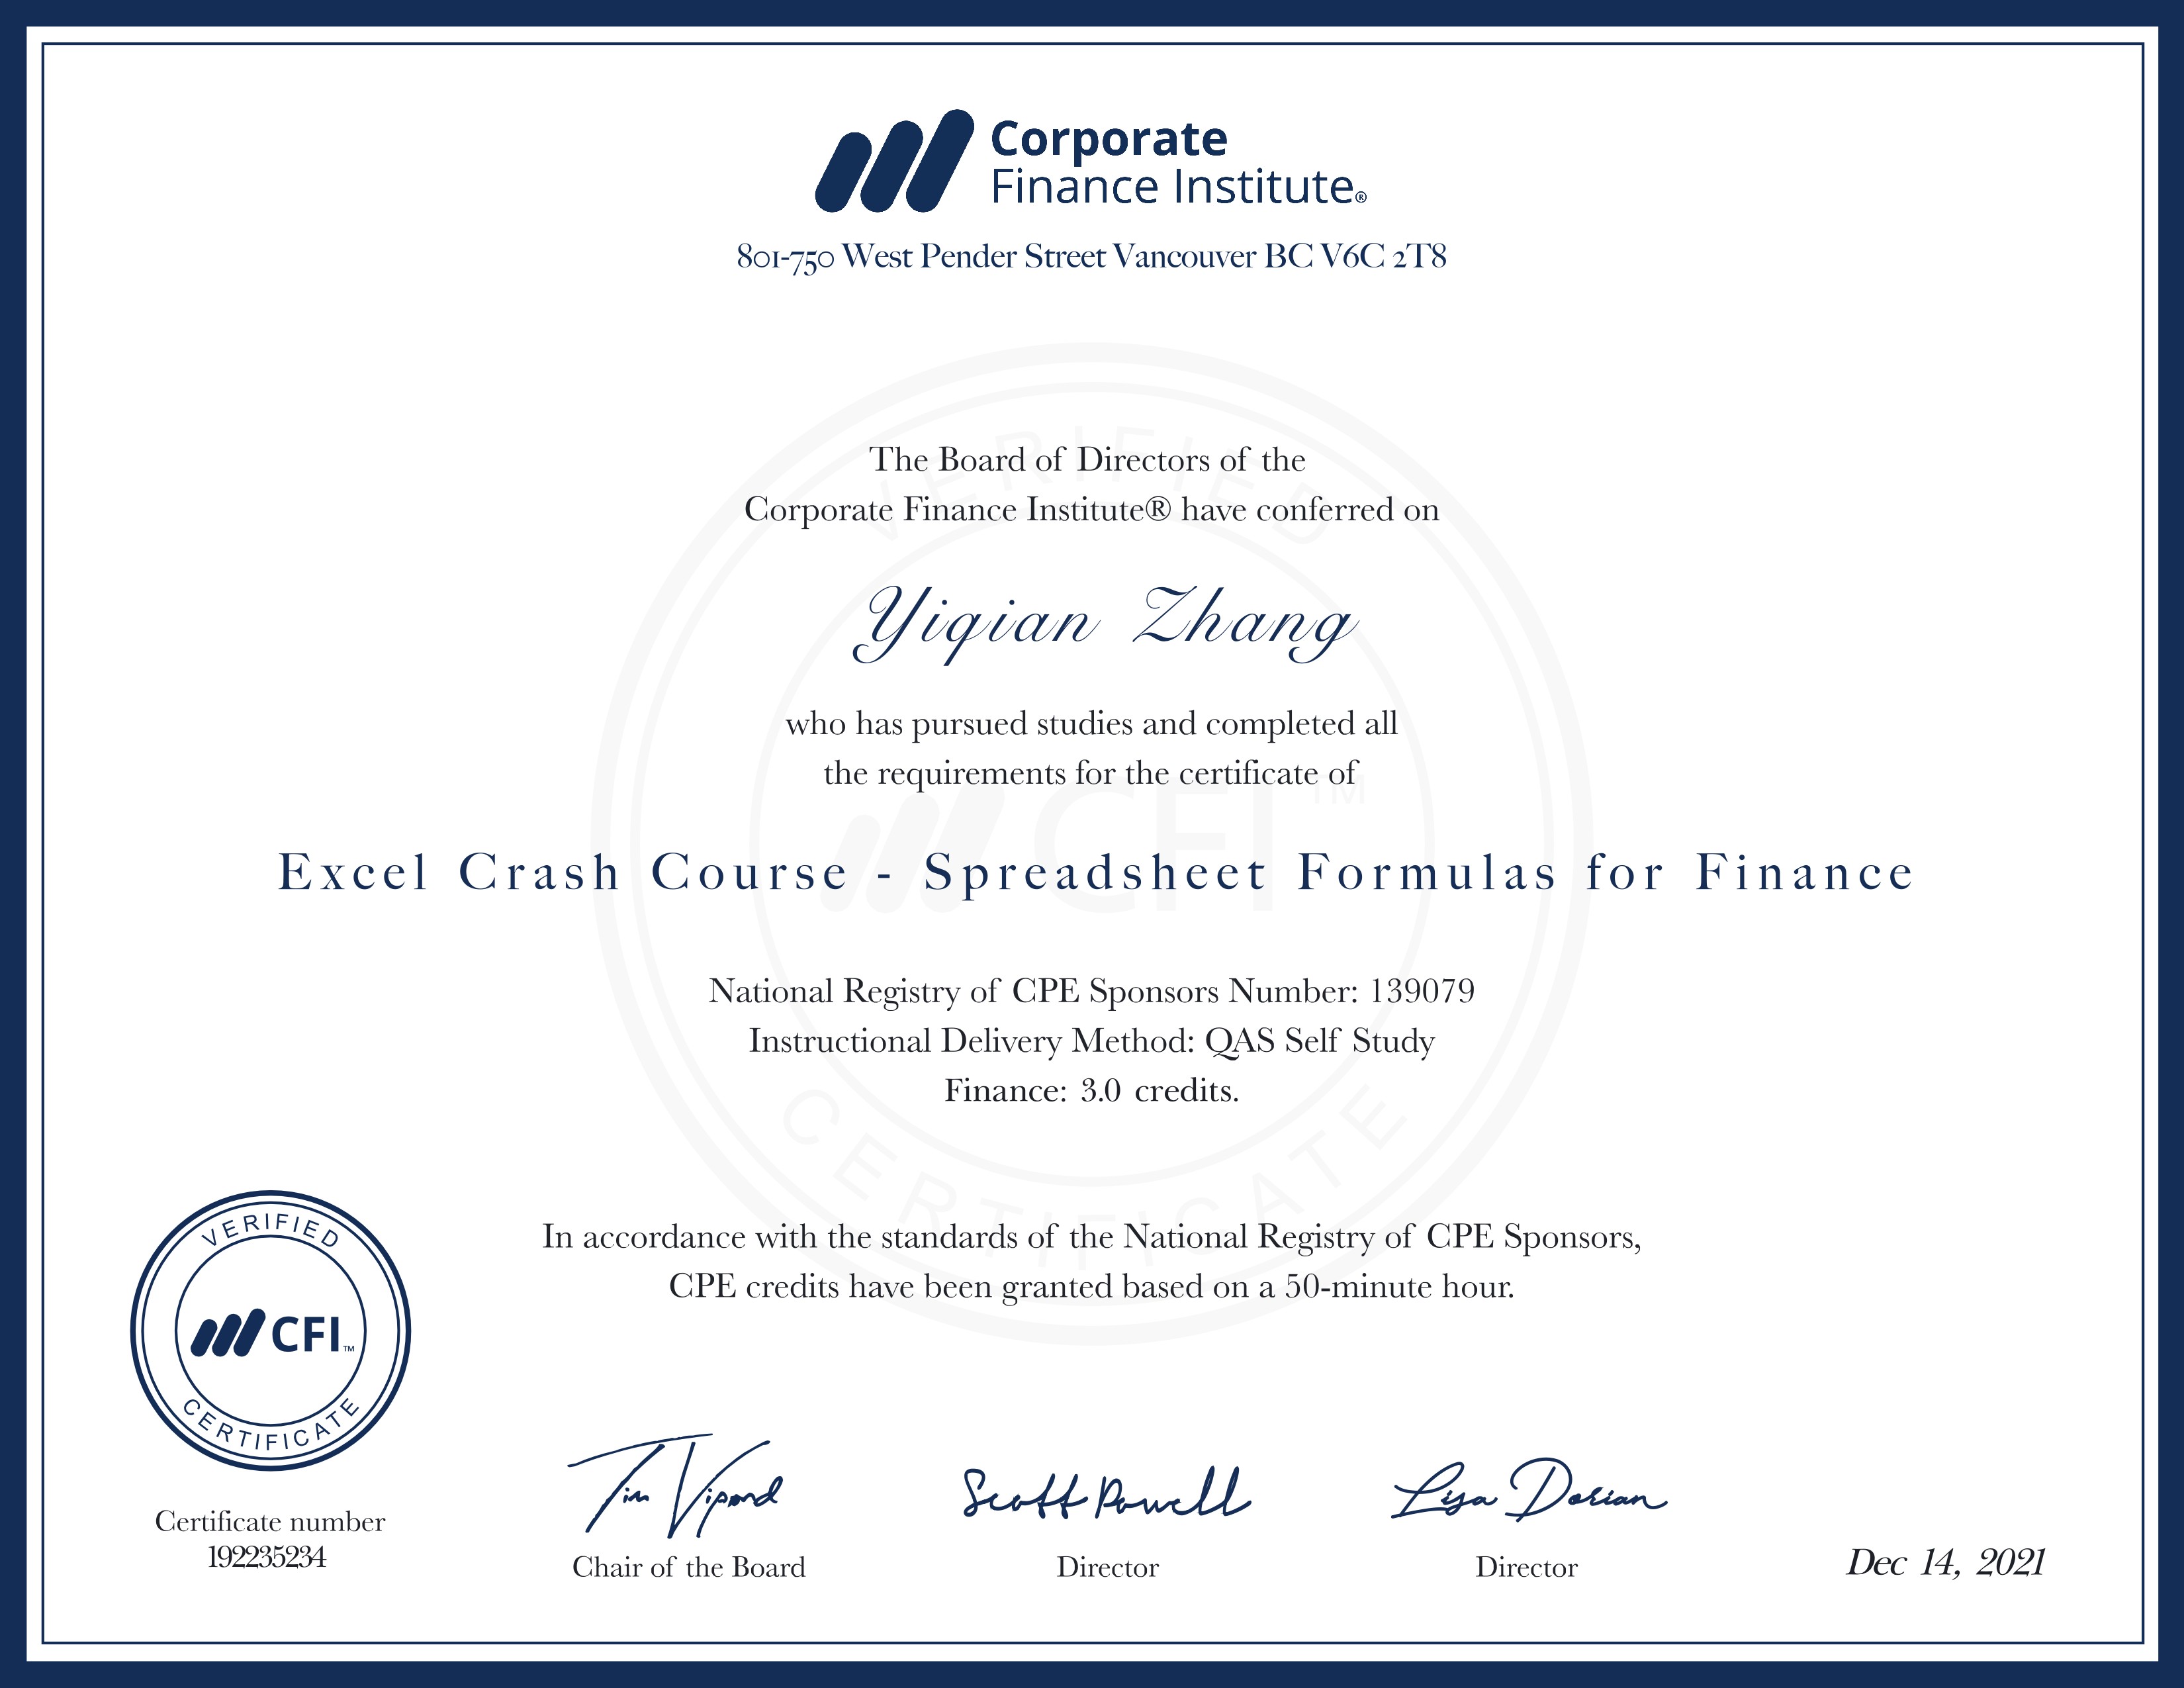 Corporate
Finance Institute®
801-750 West Pender Street Vancouver BC V6C 2T8
The Board of Directors of the
Corporate Finance Institute® have conferred on
Yiqian Zhang
who has pursued studies and completed all
the requirements for the certificate of
Excel Crash Course - Spreadsheet Formulas for Finance
National Registry of CPE Sponsors Number: 139079
Instructional Delivery Method: QAS Self Study
Finance: 3.0 credits.
In accordance with the standards of the National Registry of CPE Sponsors,
CPE credits have been granted based on a 50-minute hour.
VERIFIED
CFI™
CERTIFICATE
VERIFIED
CFI™
CERTIFICATE
Certificate number
192235234
Tim Vipond
Chair of the Board
Scott Powell
Director
Lisa Dorian
Director
Dec 14, 2021